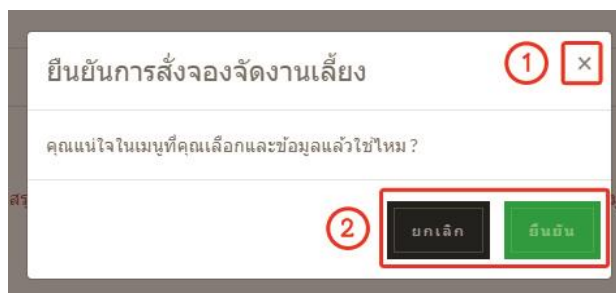 ยืนยันการสั่งจองจัดงานเลี้ยง 1 ×
คุณแน่ใจในเมนูที่คุณเลือกและข้อมูลแล้วใช่ไหม ?
สรุ
2 ยกเลิก ยืนยัน